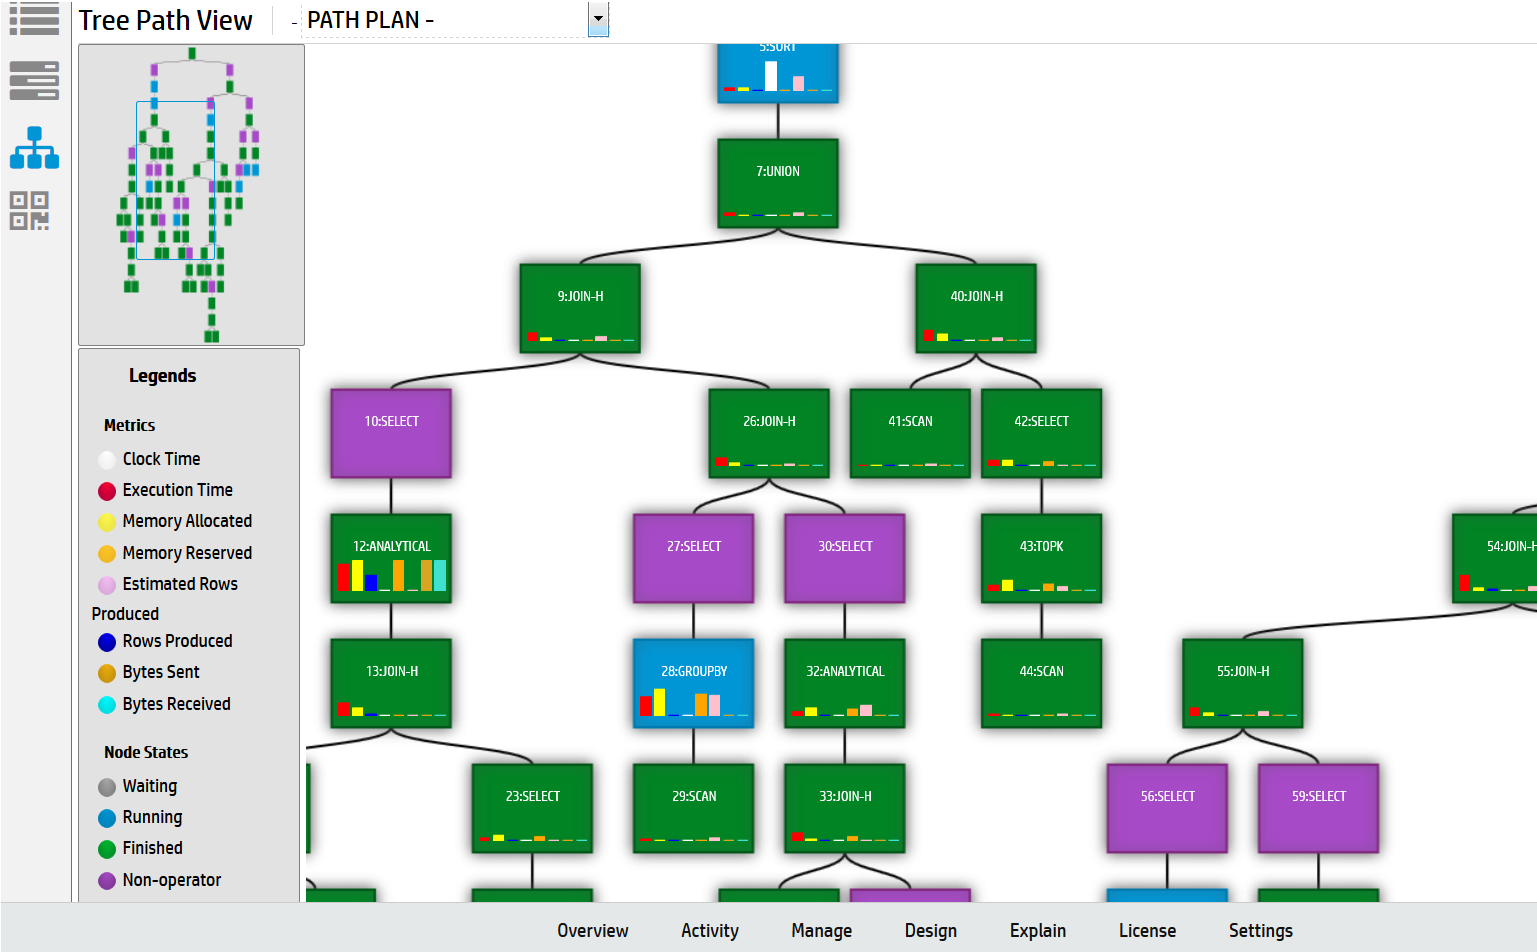 Tree Path View - PATH PLAN -
5:SORT
7:UNION
9:JOIN-H 40:JOIN-H
10:SELECT 26:JOIN-H 41:SCAN 42:SELECT
12:ANALYTICAL 27:SELECT 30:SELECT 43:TOPK 54:JOIN-H
13:JOIN-H 28:GROUPBY 32:ANALYTICAL 44:SCAN 55:JOIN-H
23:SELECT 29:SCAN 33:JOIN-H 56:SELECT 59:SELECT
Legends
Metrics
Clock Time
Execution Time
Memory Allocated
Memory Reserved
Estimated Rows
Produced
Rows Produced
Bytes Sent
Bytes Received
Node States
Waiting
Running
Finished
Non-operator
Overview Activity Manage Design Explain License Settings